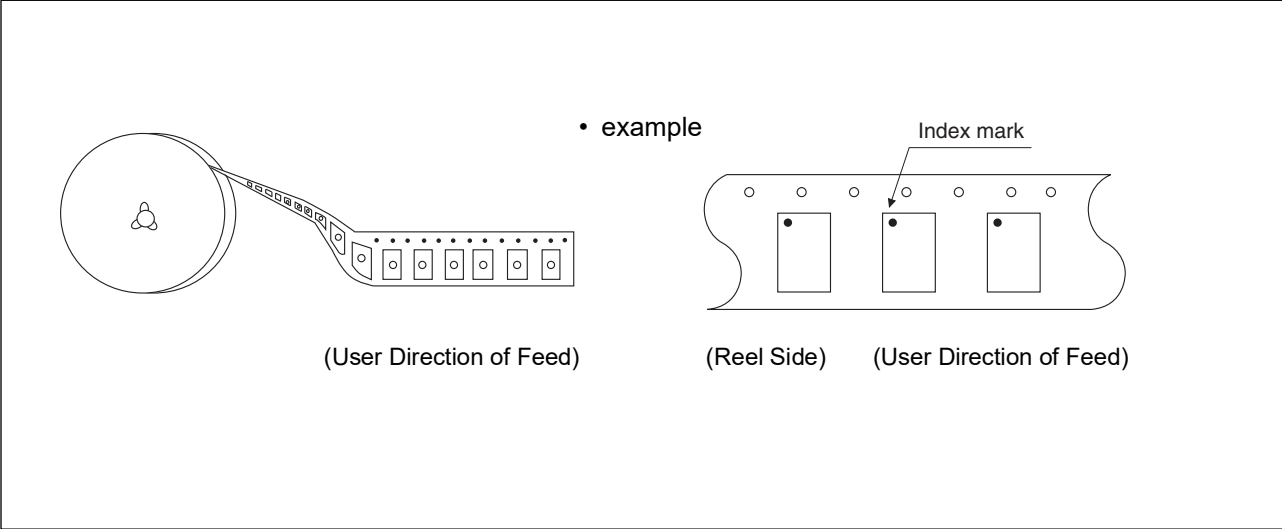 • example
Index mark
(User Direction of Feed)
(Reel Side)
(User Direction of Feed)